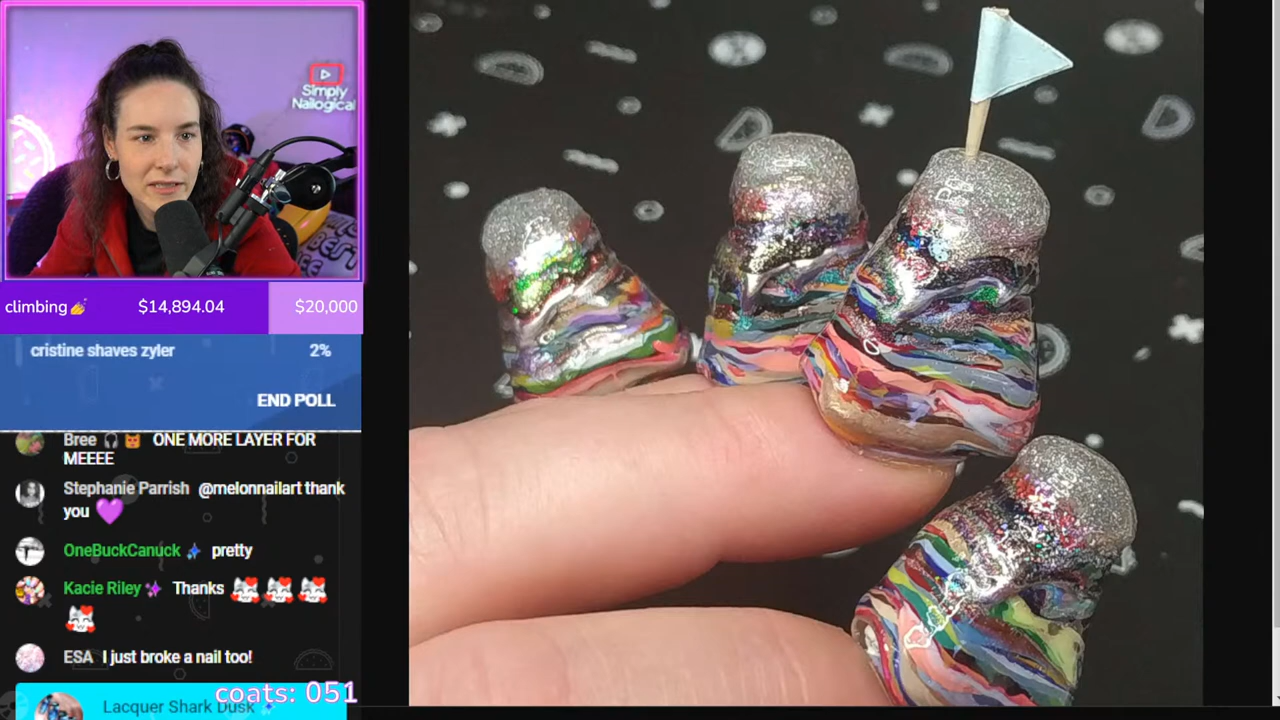 Simply
Nailogical
climbing💅 $14,894.04 $20,000
cristine shaves zyler 2%
END POLL
Bree ONE MORE LAYER FOR
MEEEE
Stephanie Parrish @melonnailart thank
you 💜
OneBuckCanuck pretty
Kacie Riley Thanks
ESA I just broke a nail too!
coats: 051
Lacquer Shark Dusk